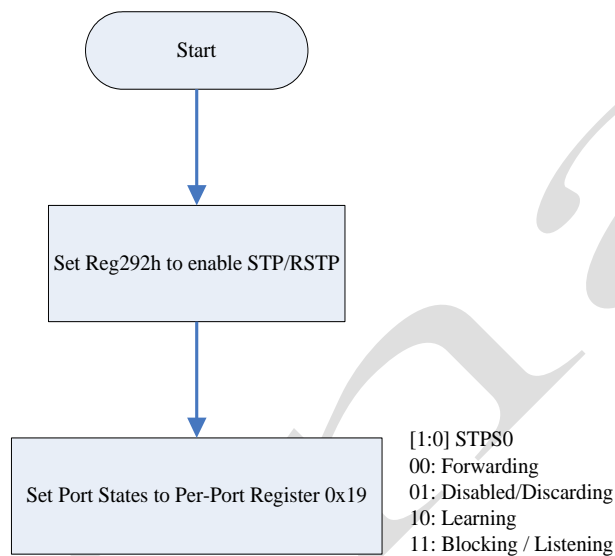 Start
Set Reg292h to enable STP/RSTP
Set Port States to Per-Port Register 0x19
[1:0] STPS0
00: Forwarding
01: Disabled/Discarding
10: Learning
11: Blocking / Listening